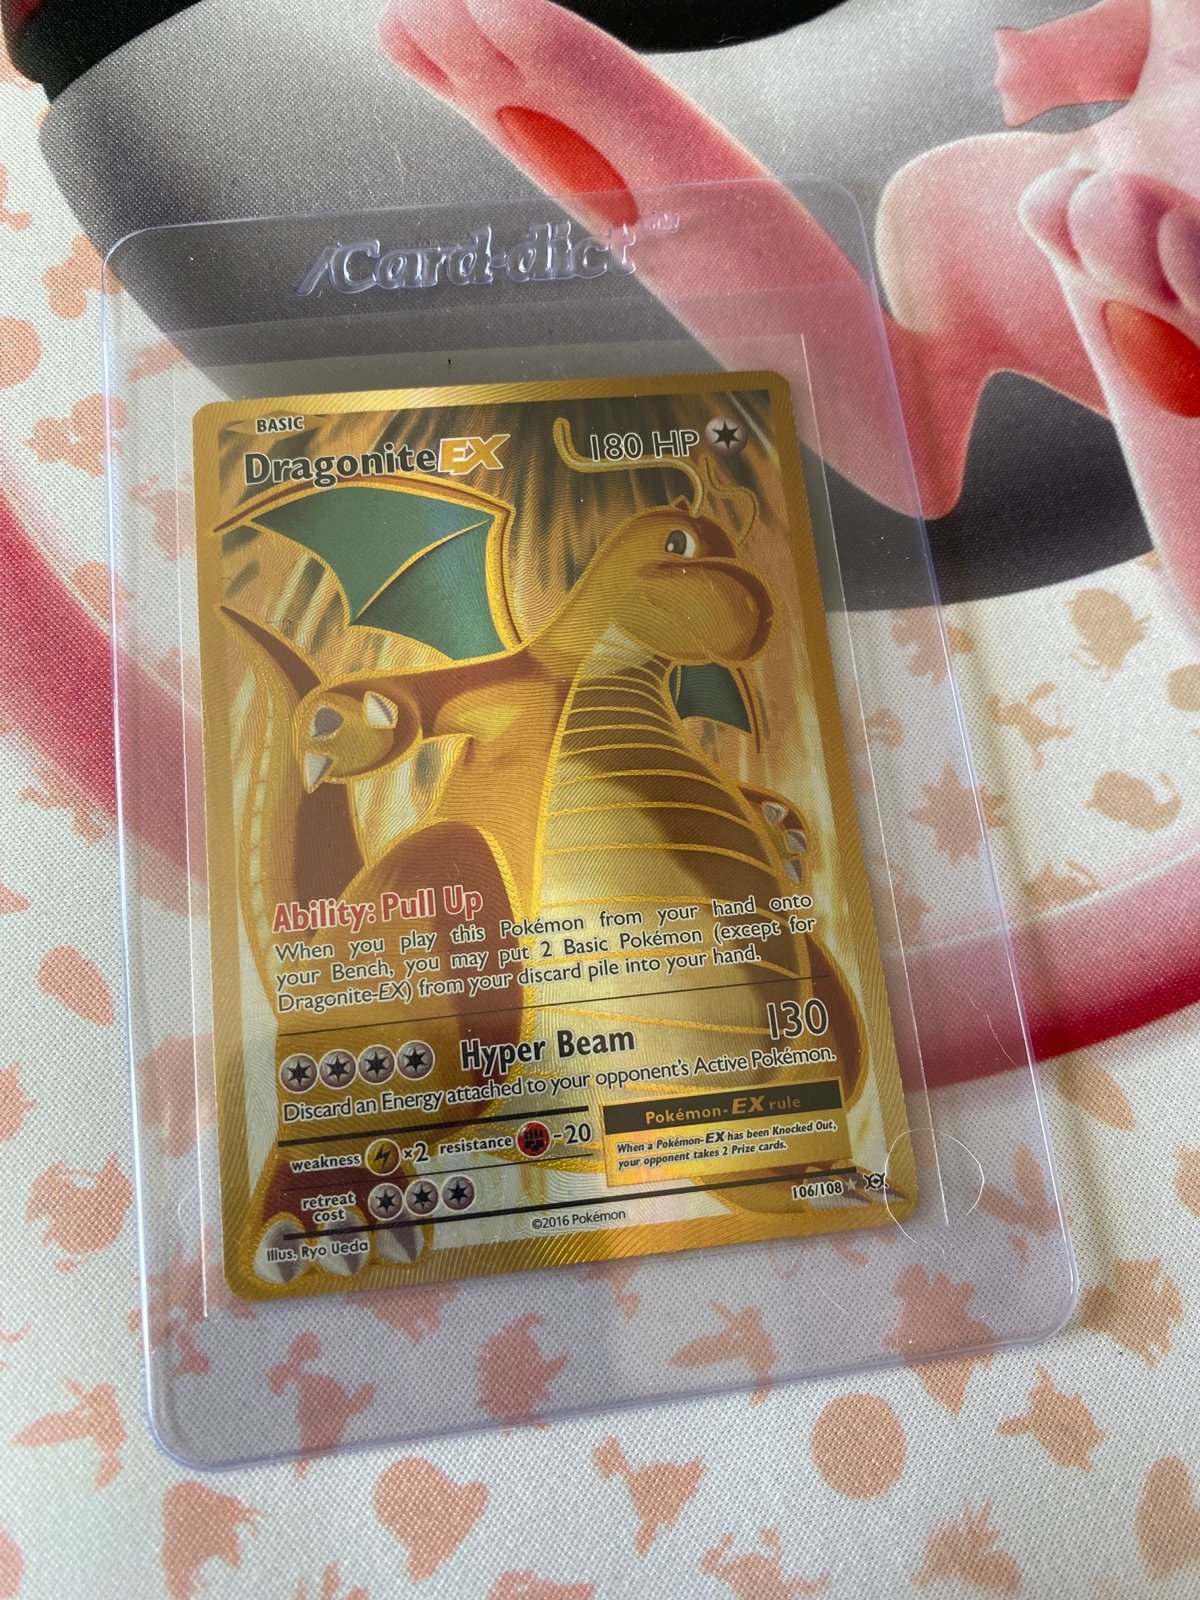 Card-dict
BASIC
DragoniteEX 180 HP
Ability: Pull Up
When you play this Pokémon from your hand onto
your Bench, you may put 2 Basic Pokémon (except for
Dragonite-EX) from your discard pile into your hand.
Hyper Beam 130
Discard an Energy attached to your opponent's Active Pokémon.
weakness ×2 resistance -20
retreat
cost
Pokémon-EX rule
When a Pokémon-EX has been Knocked Out,
your opponent takes 2 Prize cards.
106/108
©2016 Pokémon
Illus. Ryo Ueda